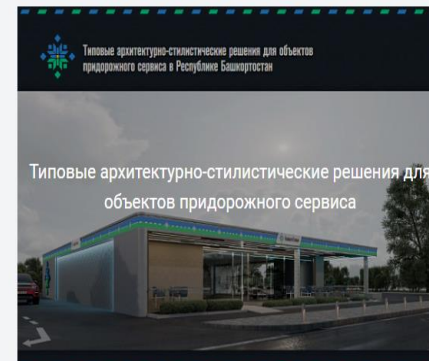 Типовые архитектурно-стилистические решения для объектов
придорожного сервиса в Республике Башкортостан
Типовые архитектурно-стилистические решения для
объектов придорожного сервиса